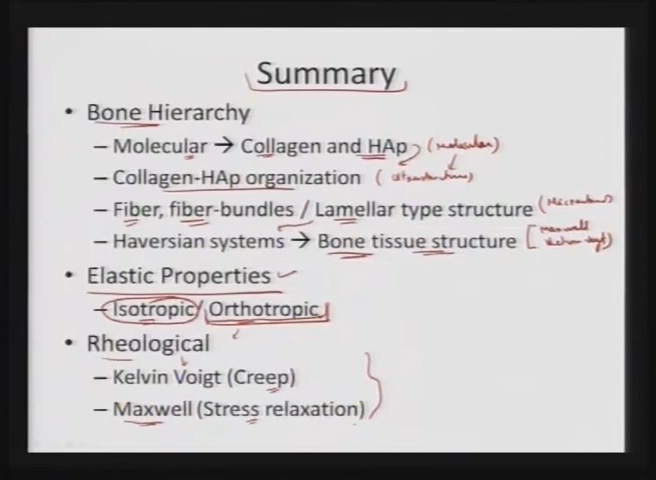 Summary
• Bone Hierarchy
– Molecular → Collagen and HAp (molecular)
– Collagen-HAp organization
– Fiber, fiber-bundles / Lamellar type structure
– Haversian systems → Bone tissue structure
• Elastic Properties
– Isotropic/Orthotropic
• Rheological
– Kelvin Voigt (Creep)
– Maxwell (Stress relaxation)